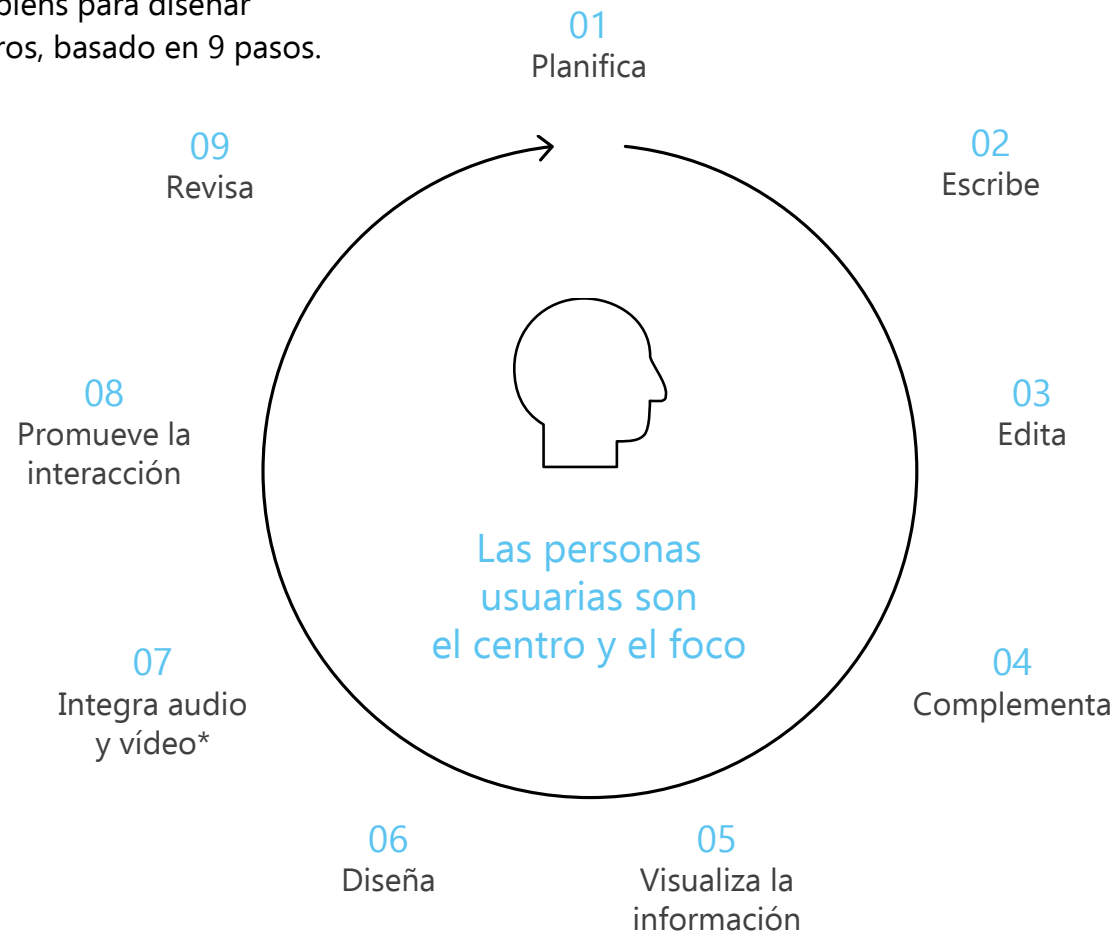 para diseñar
basado en 9 pasos.
01
Planifica
02
Escribe
03
Edita
04
Complementa
05
Visualiza la
información
06
Diseña
07
Integra audio
y vídeo*
08
Promueve la
interacción
09
Revisa
Las personas
usuarias son
el centro y el foco